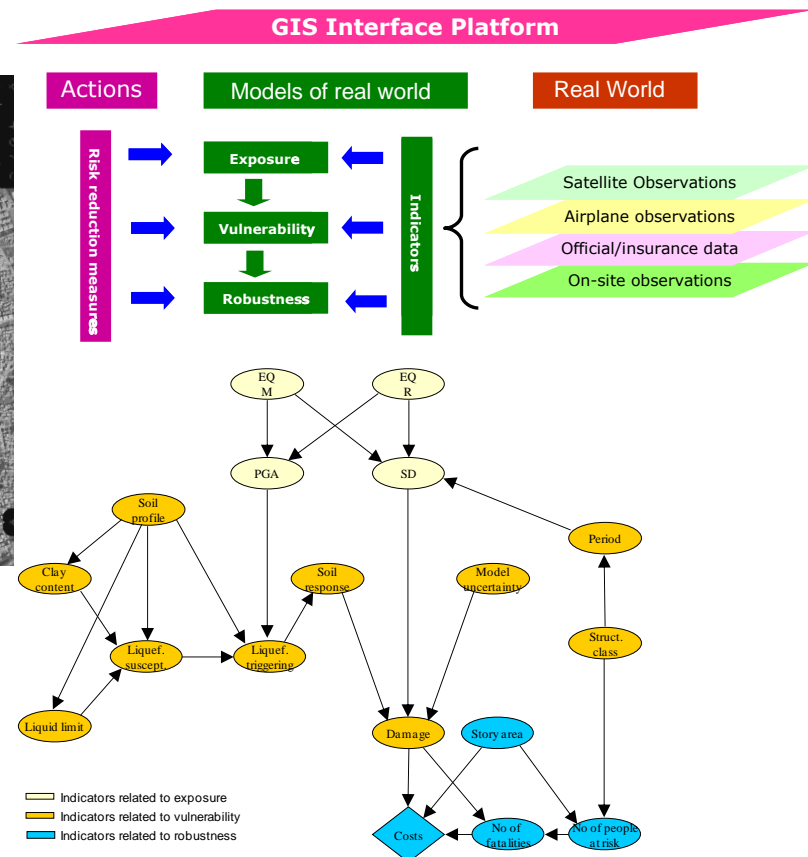 GIS Interface Platform
Actions
Models of real world
Real World
Risk reduction measures
Exposure
Vulnerability
Robustness
Indicators
Satellite Observations
Airplane observations
Official/insurance data
On-site observations
EQ
M
EQ
R
PGA
SD
Soil
profile
Period
Clay
content
Soil
response
Model
uncertainty
Struct.
class
Liquef.
suscept.
Liquef.
triggering
Liquid limit
Damage
Story area
Indicators related to exposure
Indicators related to vulnerability
Indicators related to robustness
Costs
No of
fatalities
No of people
at risk